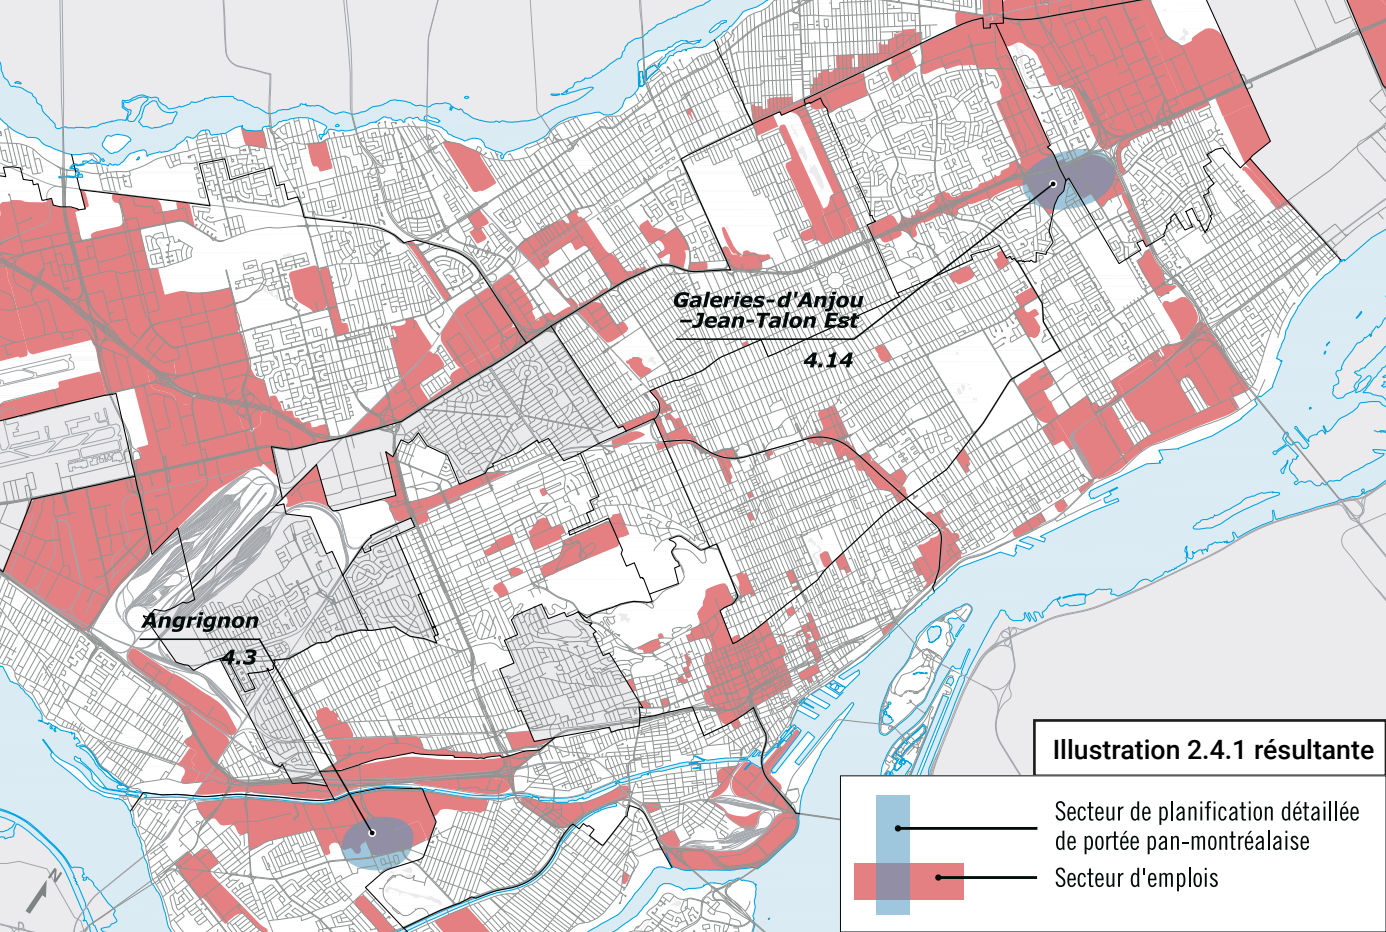 Galeries-d'Anjou
–Jean-Talon Est
4.14
Angrignon
4.3
N
Illustration 2.4.1 résultante
Secteur de planification détaillée
de portée pan-montréalaise
Secteur d'emplois